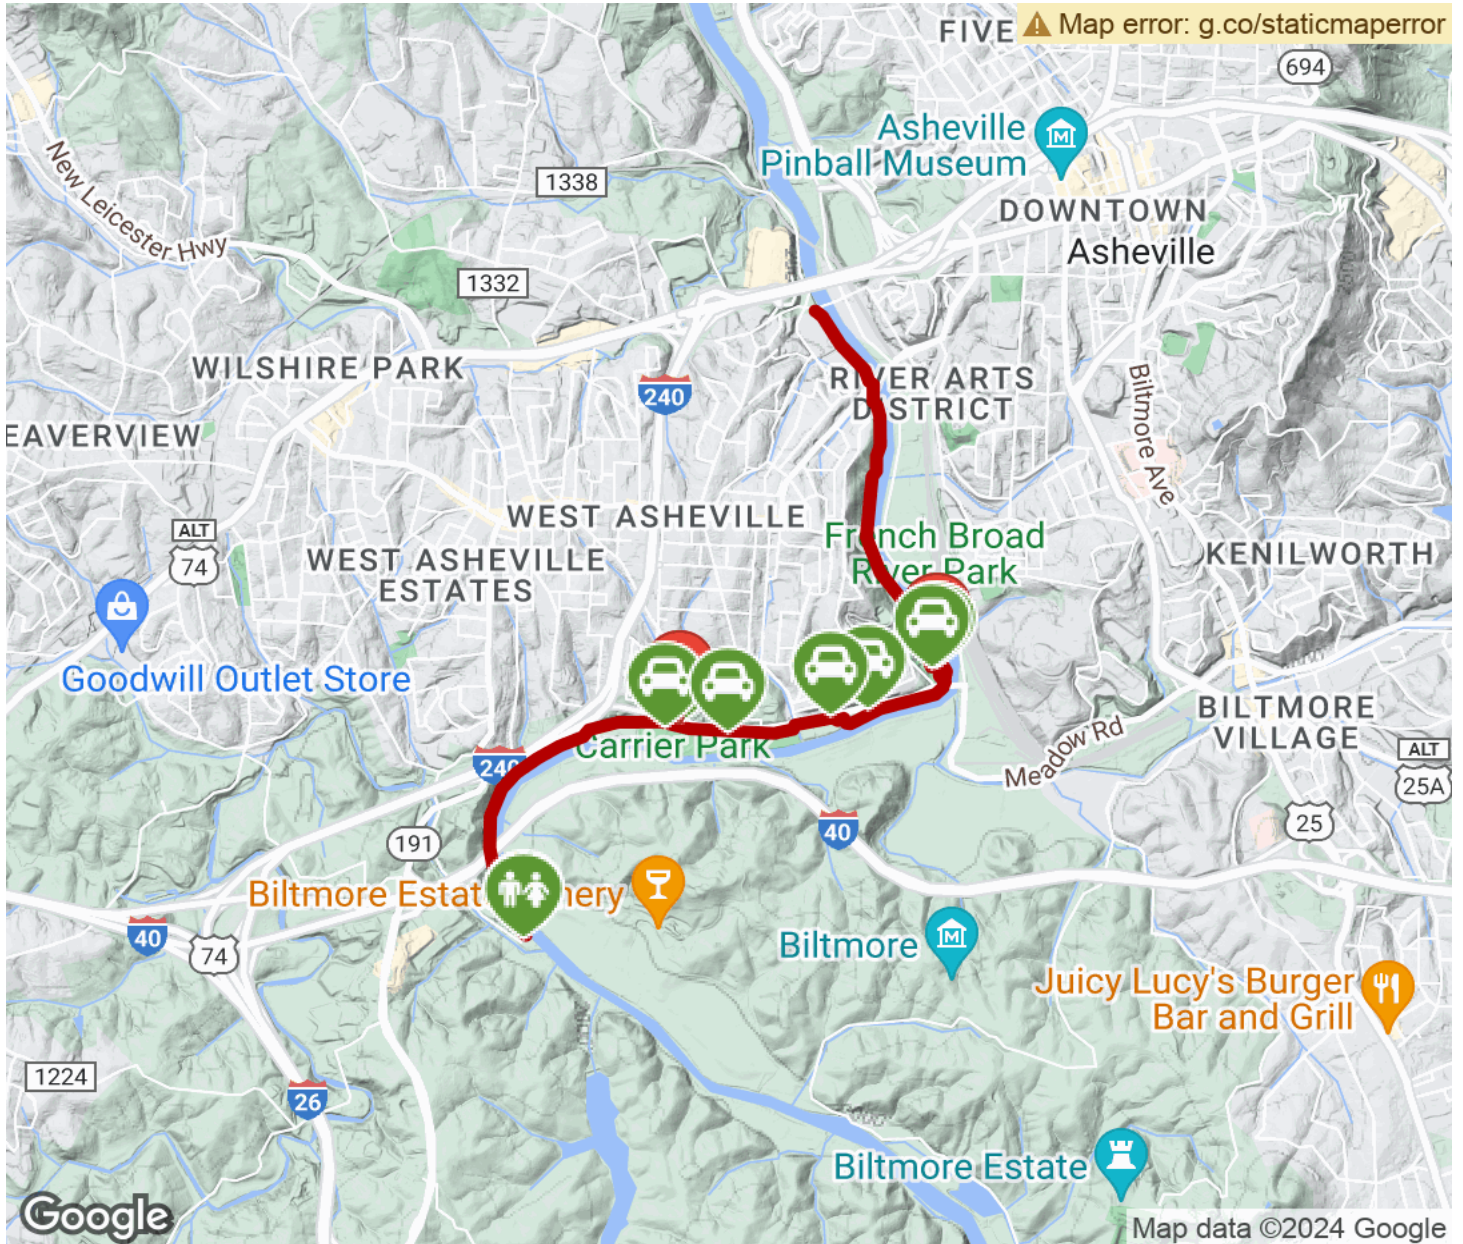 FIVE
Map error: g.co/staticmaperror
694
Asheville
Pinball Museum
1338
New Leicester Hwy
DOWNTOWN
Asheville
1332
WILSHIRE PARK
240
RIVER ARTS
DISTRICT
Biltmore Ave
EAVERVIEW
WEST ASHEVILLE
ALT
74
WEST ASHEVILLE
ESTATES
French Broad
River Park
KENILWORTH
Goodwill Outlet Store
BILTMORE
VILLAGE
Meadow Rd
Carrier Park
240
ALT
25A
25
40
191
Biltmore Estat nery
40
74
Biltmore
Juicy Lucy's Burger
Bar and Grill
1224
26
Biltmore Estate
Google
Map data ©2024 Google